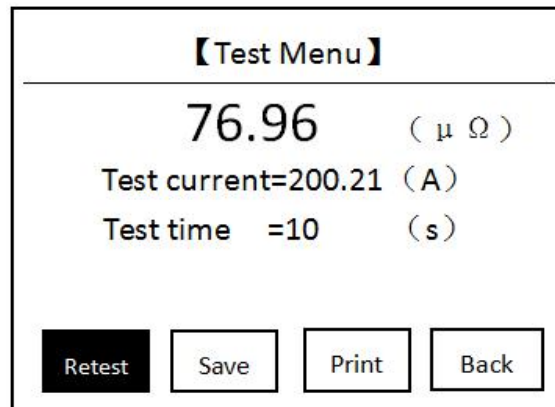 【Test Menu】
76.96 （μΩ）
Test current=200.21（A）
Test time =10 （s）
Retest Save Print Back